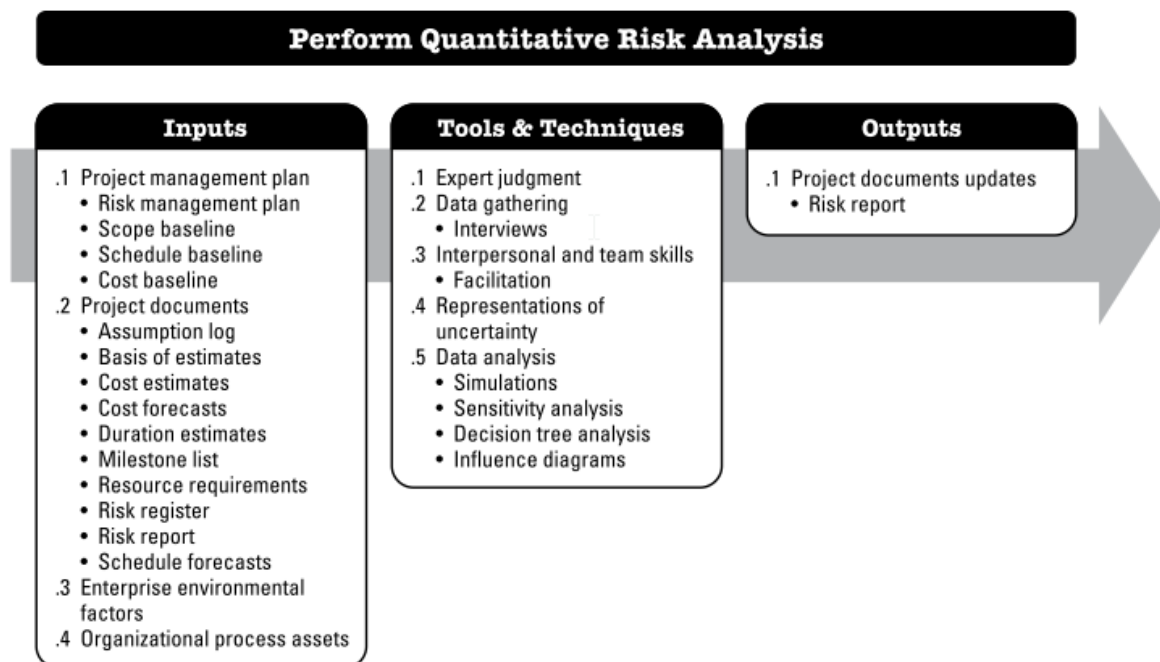 Perform Quantitative Risk Analysis
Inputs
.1 Project management plan
• Risk management plan
• Scope baseline
• Schedule baseline
• Cost baseline
.2 Project documents
• Assumption log
• Basis of estimates
• Cost estimates
• Cost forecasts
• Duration estimates
• Milestone list
• Resource requirements
• Risk register
• Risk report
• Schedule forecasts
.3 Enterprise environmental
factors
.4 Organizational process assets
Tools & Techniques
.1 Expert judgment
.2 Data gathering
• Interviews
.3 Interpersonal and team skills
• Facilitation
.4 Representations of
uncertainty
.5 Data analysis
• Simulations
• Sensitivity analysis
• Decision tree analysis
• Influence diagrams
Outputs
.1 Project documents updates
• Risk report